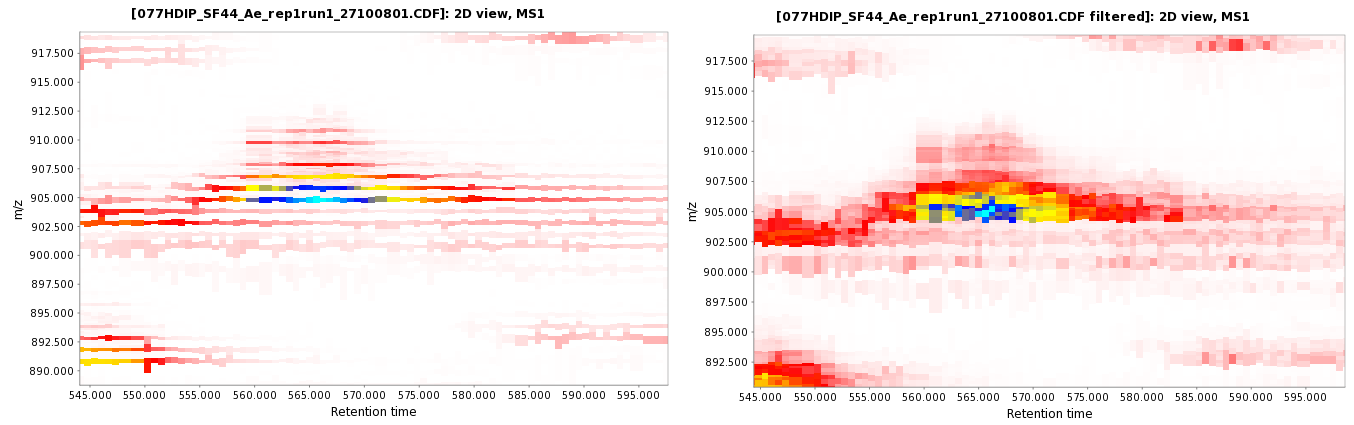 [077HDIP_SF44_Ae_rep1run1_27100801.CDF]: 2D view, MS1
m/z
917.500
915.000
912.500
910.000
907.500
905.000
902.500
900.000
897.500
895.000
892.500
890.000
545.000 550.000 555.000 560.000 565.000 570.000 575.000 580.000 585.000 590.000 595.000
Retention time
[077HDIP_SF44_Ae_rep1run1_27100801.CDF filtered]: 2D view, MS1
m/z
917.500
915.000
912.500
910.000
907.500
905.000
902.500
900.000
897.500
895.000
892.500
545.000 550.000 555.000 560.000 565.000 570.000 575.000 580.000 585.000 590.000 595.000
Retention time